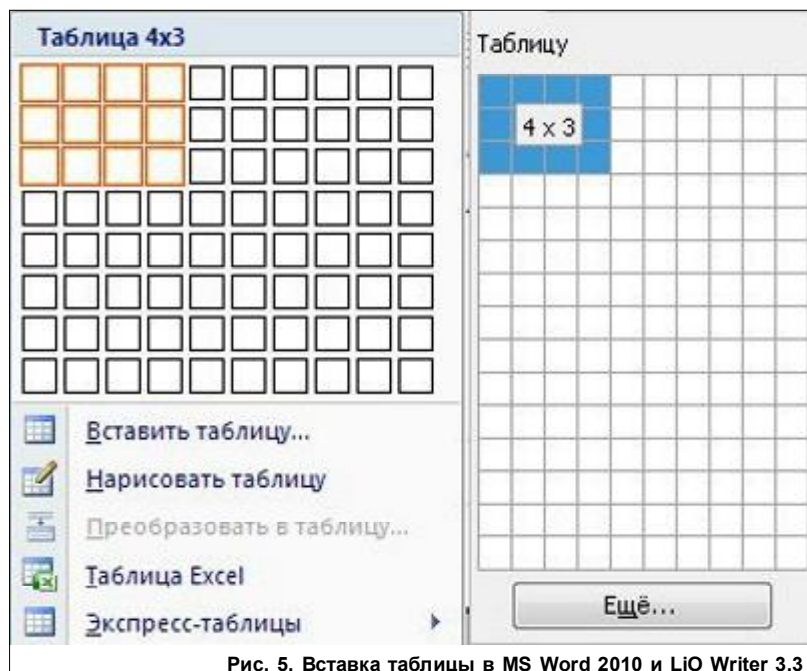 Таблица 4x3
Вставить таблицу...
Нарисовать таблицу
Преобразовать в таблицу...
Таблица Excel
Экспресс-таблицы
Таблицу
4 x 3
Ещё...
Рис. 5. Вставка таблицы в MS Word 2010 и LiO Writer 3.3